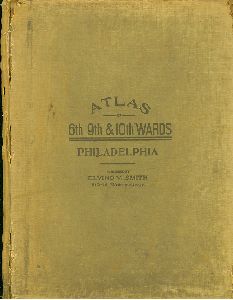 ATLAS
OF
6th 9th & 10th WARDS
PHILADELPHIA
ELVINO V. SMITH